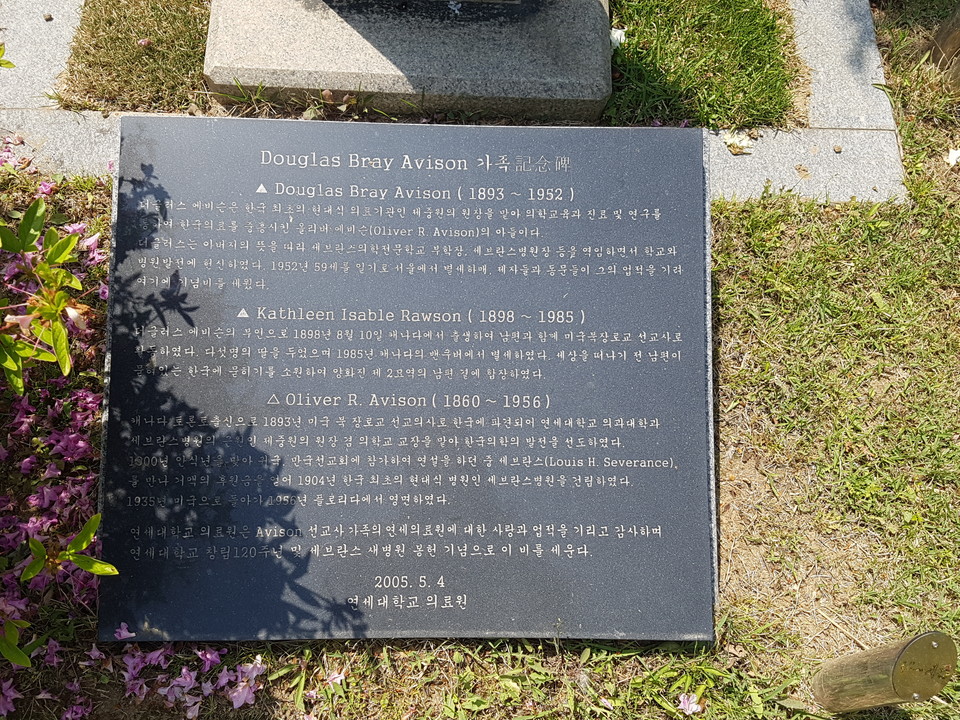 Douglas Bray Avison 가족 記念碑
▲ Douglas Bray Avison ( 1893 ~ 1952 )
더글러스 에비슨은 한국 최초의 현대식 의료기관인 제중원의 원장을 맡아 의학교육과 진료 및 연구를
한국의료를 올리버 에비슨(Oliver R. Avison)의 아들이다.
더글러스는 아버지의 뜻을 따라 세브란스의학전문학교 부학장, 세브란스병원장 등을 역임하면서 학교와
병원발전에 헌신하였다. 1952년 59세를 일기로 서울에서 별세하매, 제자들과 동문들이 그의 업적을 기려
여기에 기념비를 세웠다.
▲ Kathleen Isable Rawson ( 1898 ~ 1985 )
더글러스 에비슨의 부인으로 1898년 8월 10일 캐나다에서 출생하여 남편과 함께 미국북장로교 선교사로
활동하였다. 다섯명의 딸을 두었으며 1985년 캐나다의 밴쿠버에서 별세하였다. 세상을 떠나기 전 남편이
묻혀있는 한국에 묻히기를 소원하여 양화진 제 2묘역의 남편 곁에 합장하였다.
△ Oliver R. Avison ( 1860 ~ 1956 )
캐나다 토론토출신으로 1893년 미국 북 장로교 선교의사로 한국에 파견되어 연세대학교 의과대학과
세브란스병원의 제중원의 원장 겸 의학교 교장을 맡아 한국의학의 발전을 선도하였다.
1900년 안식년을 맞아 귀국, 만국선교회에 참가하여 연설을 하던 중 세브란스(Louis H. Severance),
를 만나 거액의 후원금을 얻어 1904년 한국 최초의 현대식 병원인 세브란스병원을 건립하였다.
1935년 미국으로 돌아가 1956년 플로리다에서 영면하였다.
연세대학교 의료원은 Avison 선교사 가족의 연세의료원에 대한 사랑과 업적을 기리고 감사하며
연세대학교 창립120주년 및 세브란스 새병원 봉헌 기념으로 이 비를 세운다.
2005. 5. 4
연세대학교 의료원